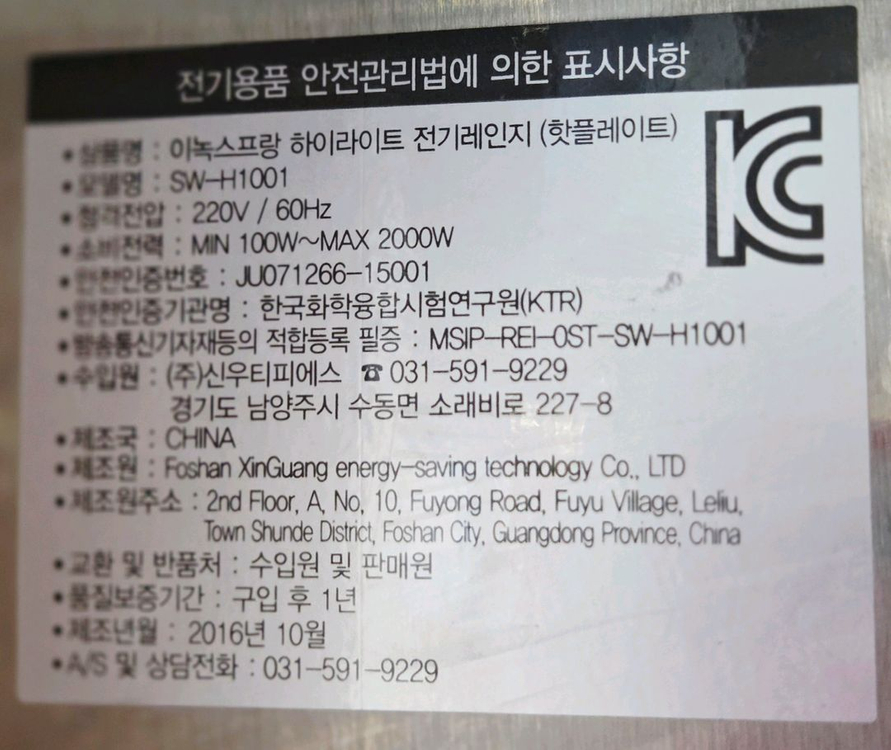 전기용품 안전관리법에 의한 표시사항
• 상품명 : 이녹스프랑 하이라이트 전기레인지 (핫플레이트)
• 모델명 : SW-H1001
• 정격전압 : 220V / 60Hz
• 소비전력 : MIN 100W~MAX 2000W
• 안전인증번호 : JU071266-15001
• 안전인증기관명 : 한국화학융합시험연구원(KTR)
• 방송통신기자재등의 적합등록 필증 : MSIP-REI-0ST-SW-H1001
• 수입원 : (주)신우티피에스 ☎ 031-591-9229
경기도 남양주시 수동면 소래비로 227-8
• 제조국 : CHINA
• 제조원 : Foshan XinGuang energy-saving technology Co., LTD
• 제조원주소 : 2nd Floor, A, No, 10, Fuyong Road, Fuyu Village, Leliu,
Town Shunde District, Foshan City, Guangdong Province, China
• 교환 및 반품처 : 수입원 및 판매원
• 품질보증기간 : 구입 후 1년
• 제조년월 : 2016년 10월
• A/S 및 상담전화 : 031-591-9229